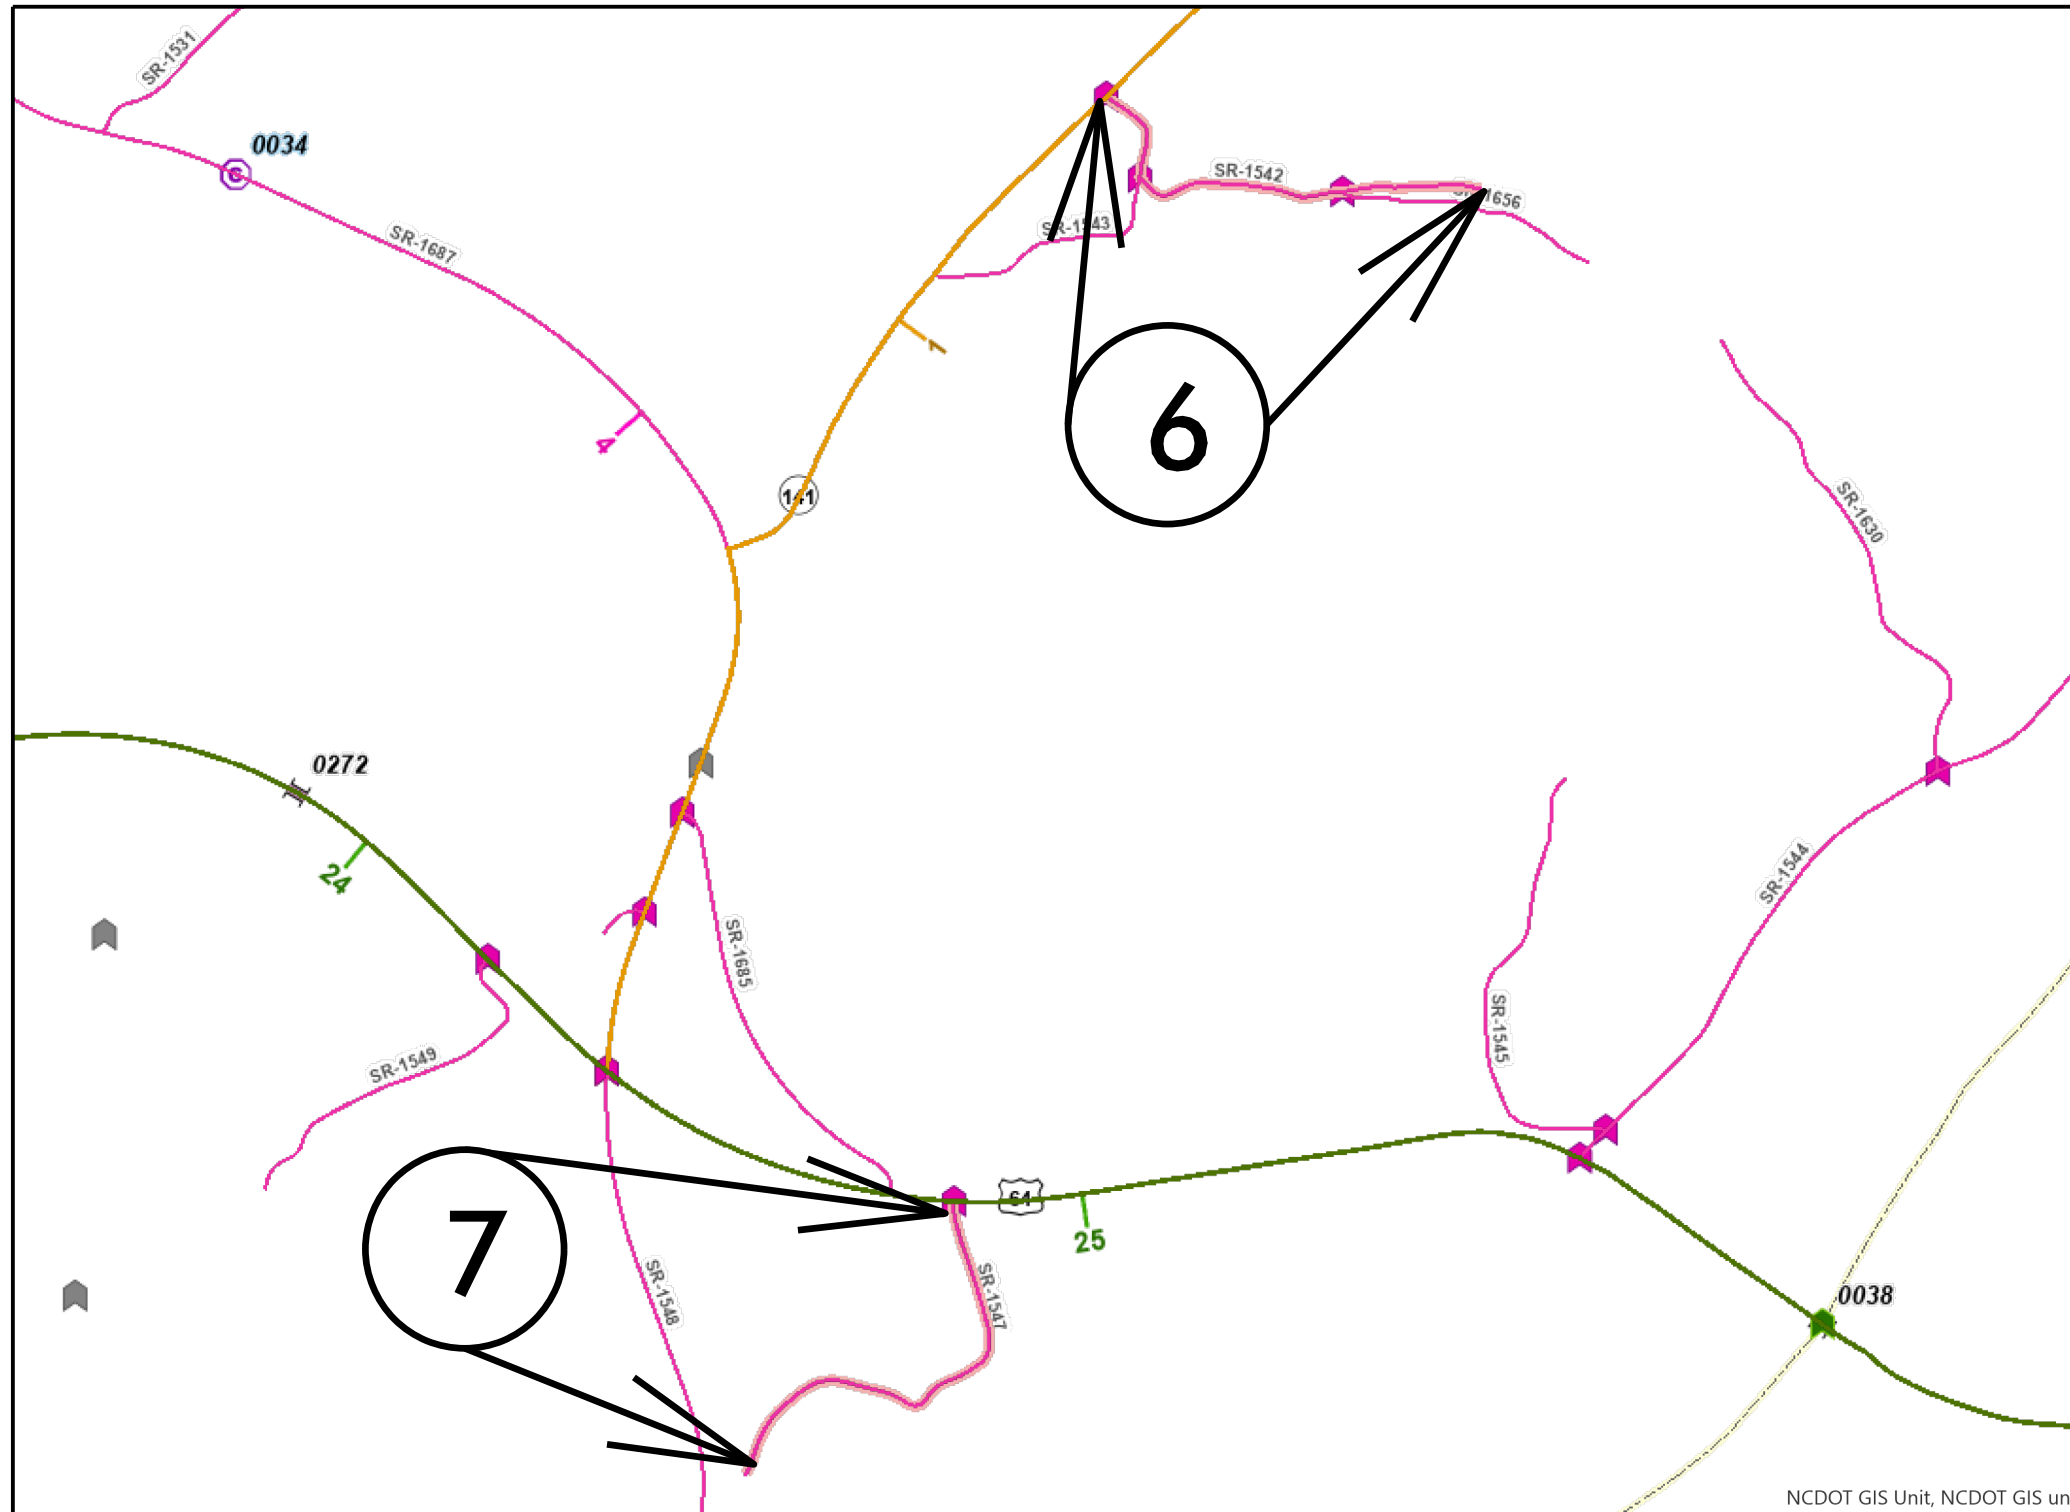 SR-1531
0034
SR-1687
SR-1542
SR-1656
SR-1543
1
4
6
141
SR-1630
0272
24
SR-1544
SR-1685
SR-1545
SR-1549
64
25
7
SR-1548
SR-1547
0038
NCDOT GIS Unit, NCDOT GIS un